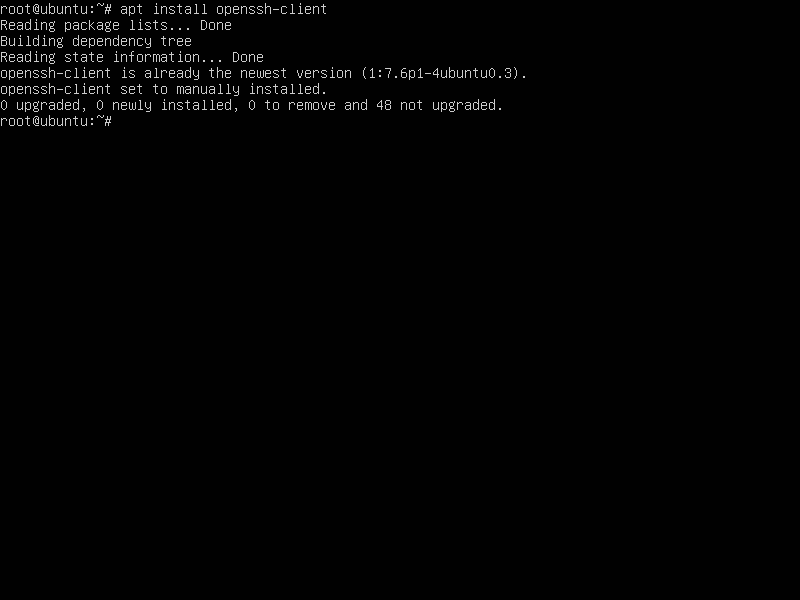 root@ubuntu:~# apt install openssh-client
Reading package lists... Done
Building dependency tree
Reading state information... Done
openssh-client is already the newest version (1:7.6p1-4ubuntu0.3).
openssh-client set to manually installed.
0 upgraded, 0 newly installed, 0 to remove and 48 not upgraded.
root@ubuntu:~#